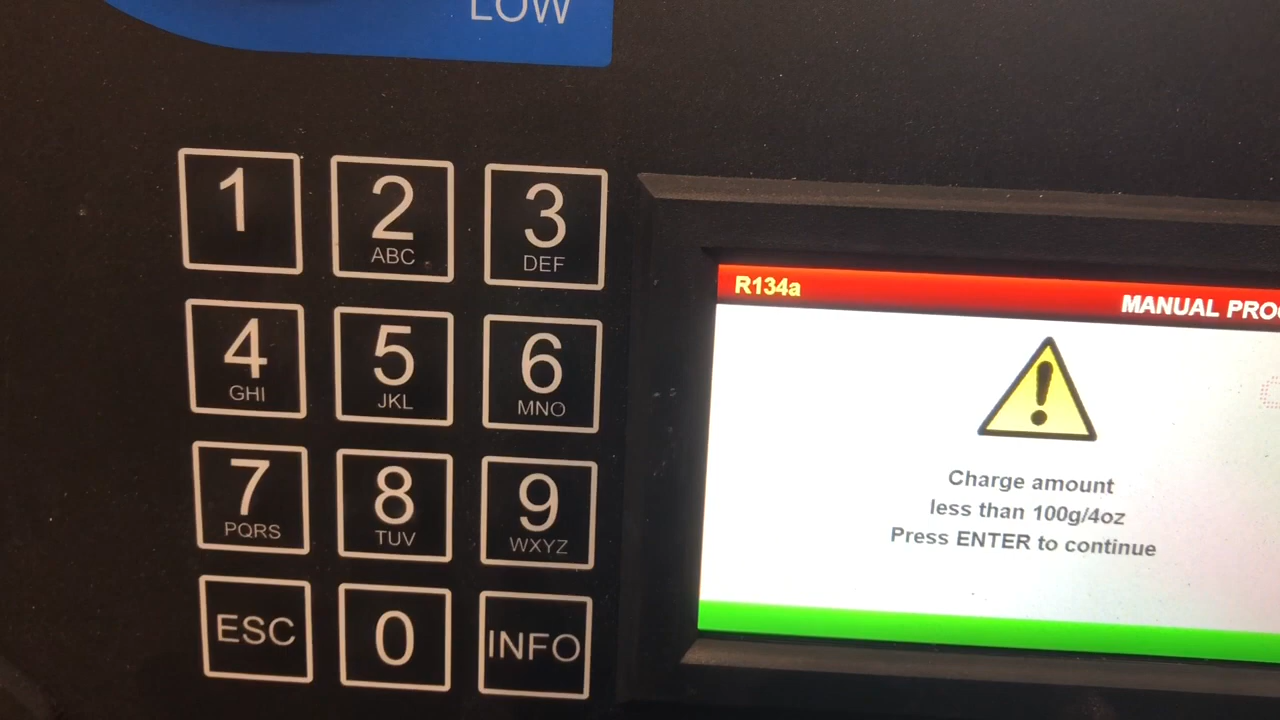 LOW
1
2
ABC
3
DEF
4
GHI
5
JKL
6
MNO
7
PQRS
8
TUV
9
WXYZ
ESC
0
INFO
R134a
MANUAL
Charge amount
less than 100g/4oz
Press ENTER to continue